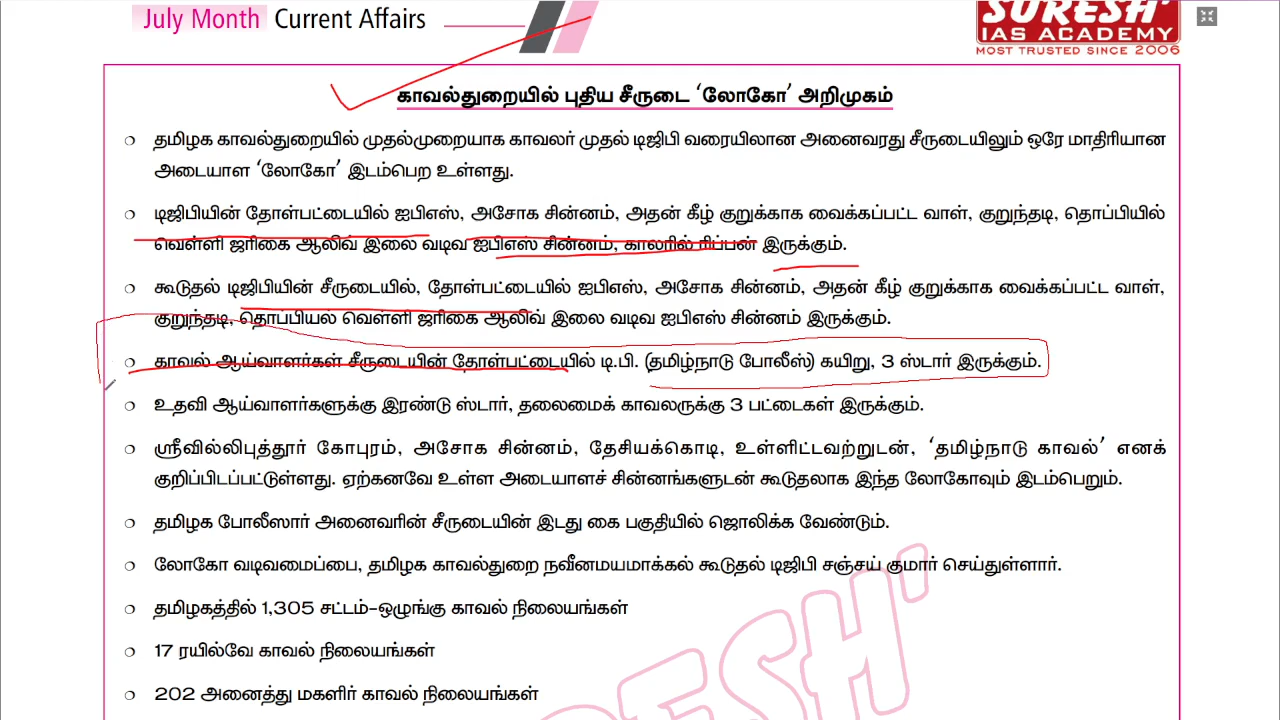 July Month Current Affairs
SURESH'
IAS ACADEMY
MOST TRUSTED SINCE 2006
காவல்துறையில் புதிய சீருடை ‘லோகோ’ அறிமுகம்
❍ தமிழக காவல்துறையில் முதல்முறையாக காவலர் முதல் டிஜிபி வரையிலான அனைவரது சீருடையிலும் ஒரே மாதிரியான
அடையாள ‘லோகோ’ இடம்பெற உள்ளது.
❍ டிஜிபியின் தோள்பட்டையில் ஐபிஎஸ், அசோக சின்னம், அதன் கீழ் குறுக்காக வைக்கப்பட்ட வாள், குறுந்தடி, தொப்பியில்
வெள்ளி ஜரிகை ஆலிவ் இலை வடிவ ஐபிஎஸ் சின்னம், காலரில் ரிப்பன் இருக்கும்.
❍ கூடுதல் டிஜிபியின் சீருடையில், தோள்பட்டையில் ஐபிஎஸ், அசோக சின்னம், அதன் கீழ் குறுக்காக வைக்கப்பட்ட வாள்,
குறுந்தடி, தொப்பியல் வெள்ளி ஜரிகை ஆலிவ் இலை வடிவ ஐபிஎஸ் சின்னம் இருக்கும்.
❍ காவல் ஆய்வாளர்கள் சீருடையின் தோள்பட்டையில் டி.பி. (தமிழ்நாடு போலீஸ்) கயிறு, 3 ஸ்டார் இருக்கும்.
❍ உதவி ஆய்வாளர்களுக்கு இரண்டு ஸ்டார், தலைமைக் காவலருக்கு 3 பட்டைகள் இருக்கும்.
❍ ஸ்ரீவில்லிபுத்தூர் கோபுரம், அசோக சின்னம், தேசியக்கொடி, உள்ளிட்டவற்றுடன், ‘தமிழ்நாடு காவல்’ எனக்
குறிப்பிடப்பட்டுள்ளது. ஏற்கனவே உள்ள அடையாளச் சின்னங்களுடன் கூடுதலாக இந்த லோகோவும் இடம்பெறும்.
❍ தமிழக போலீஸார் அனைவரின் சீருடையின் இடது கை பகுதியில் ஜொலிக்க வேண்டும்.
❍ லோகோ வடிவமைப்பை, தமிழக காவல்துறை நவீனமயமாக்கல் கூடுதல் டிஜிபி சஞ்சய் குமார் செய்துள்ளார்.
❍ தமிழகத்தில் 1,305 சட்டம்-ஒழுங்கு காவல் நிலையங்கள்
❍ 17 ரயில்வே காவல் நிலையங்கள்
❍ 202 அனைத்து மகளிர் காவல் நிலையங்கள்
SURESH'